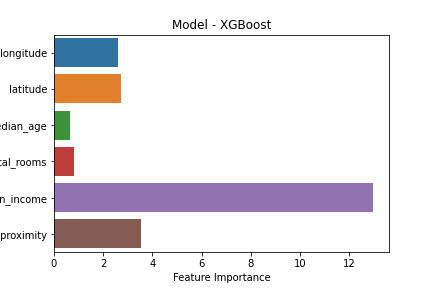 Model - XGBoost
longitude
latitude
edian_age
tal_rooms
n_income
proximity
0 2 4 6 8 10 12
Feature Importance